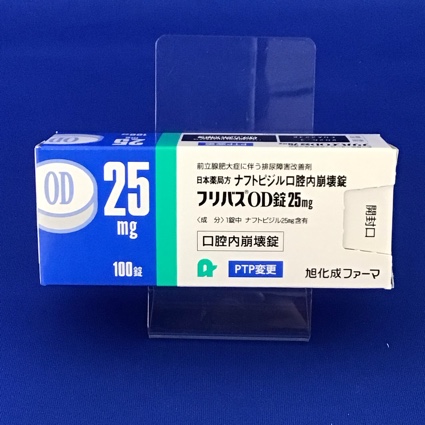 OD
25
mg
100錠
25
mg
前立腺肥大症に伴う排尿障害改善剤
日本薬局方 ナフトピジル口腔内崩壊錠
フリバス®OD錠25mg
〈成 分〉1錠中 ナフトピジル25mg含有
口腔内崩壊錠
PTP変更
旭化成ファーマ
開封口